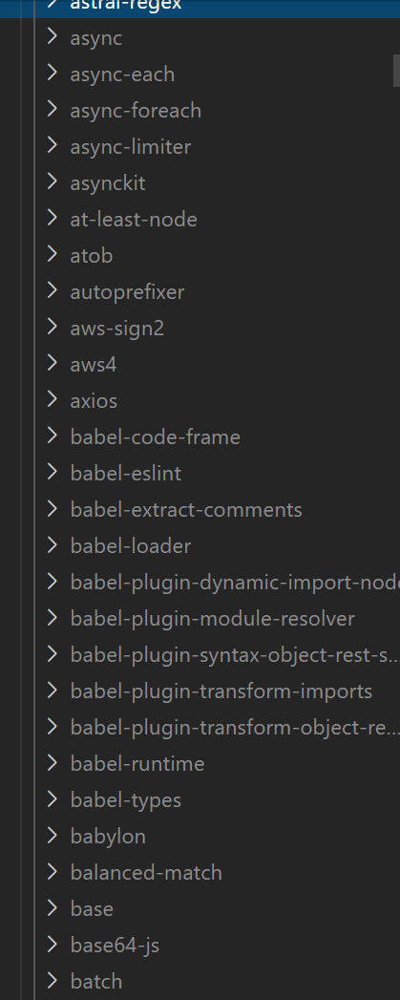 astral-regex
async
async-each
async-foreach
async-limiter
asynckit
at-least-node
atob
autoprefixer
aws-sign2
aws4
axios
babel-code-frame
babel-eslint
babel-extract-comments
babel-loader
babel-plugin-dynamic-import-node
babel-plugin-module-resolver
babel-plugin-syntax-object-rest-s...
babel-plugin-transform-imports
babel-plugin-transform-object-re...
babel-runtime
babel-types
babylon
balanced-match
base
base64-js
batch